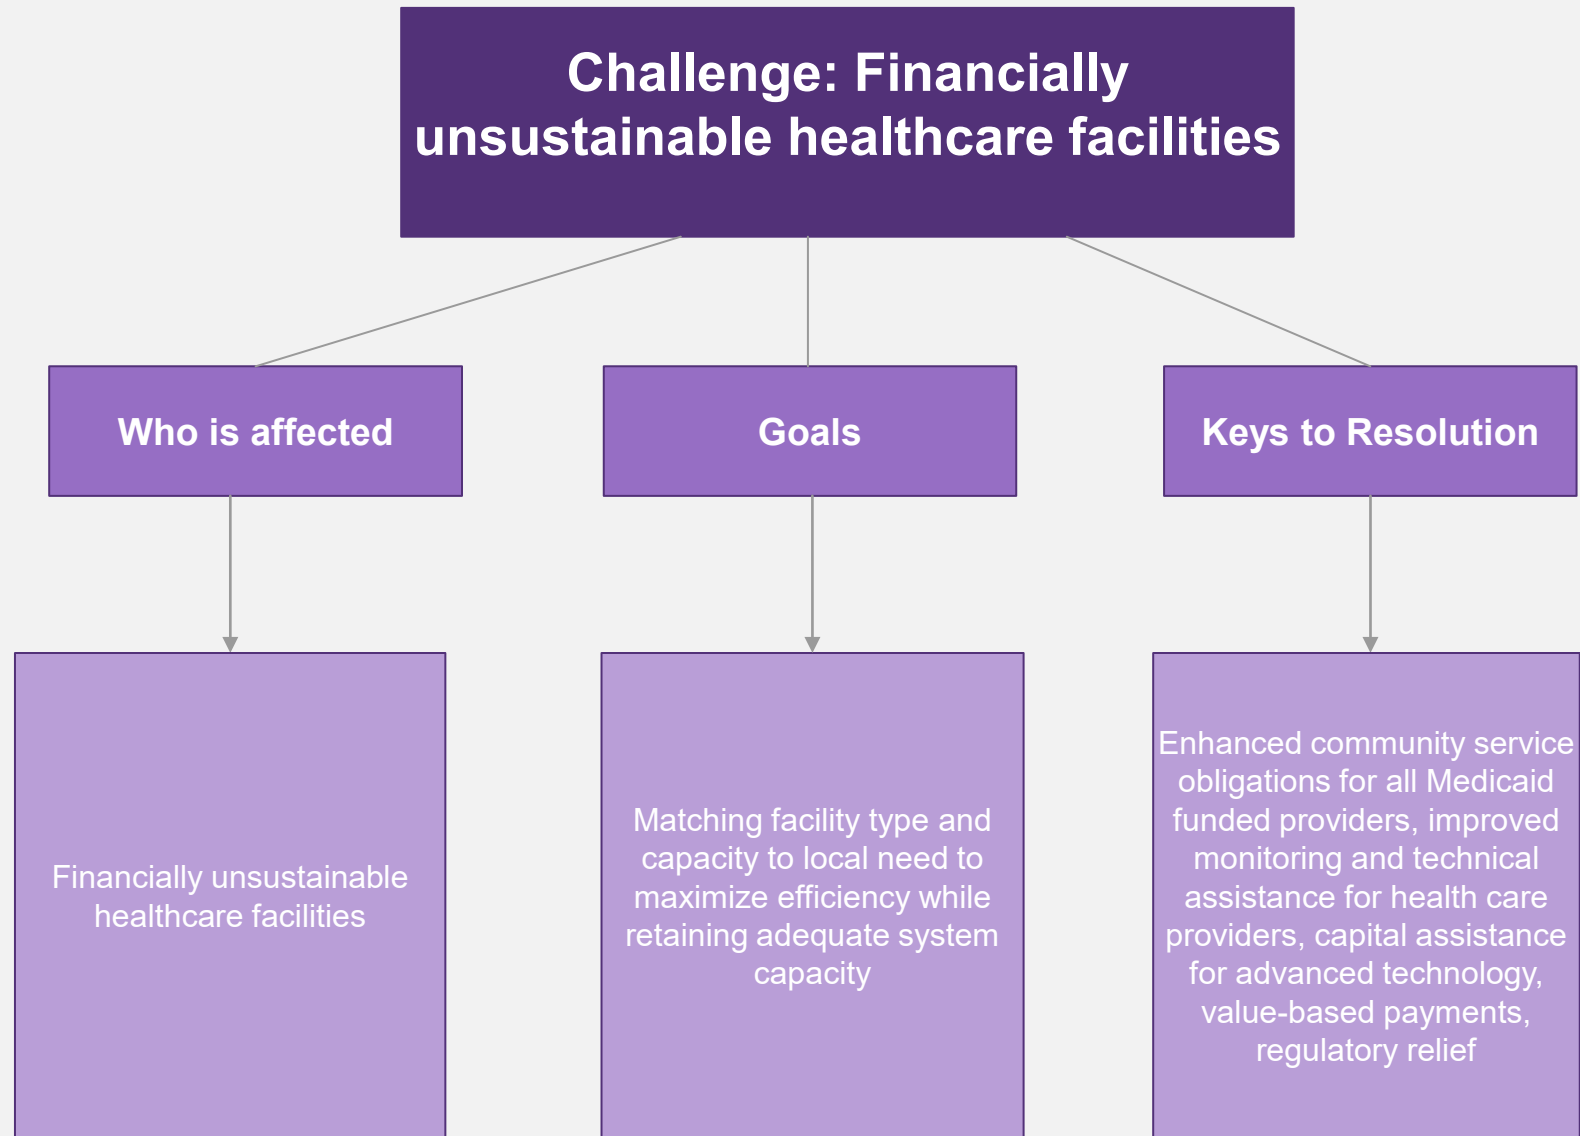 Challenge: Financially
unsustainable healthcare facilities
Who is affected
Goals
Keys to Resolution
Financially unsustainable
healthcare facilities
Matching facility type and
capacity to local need to
maximize efficiency while
retaining adequate system
capacity
Enhanced community service
obligations for all Medicaid
funded providers, improved
monitoring and technical
assistance for health care
providers, capital assistance
for advanced technology,
value-based payments,
regulatory relief